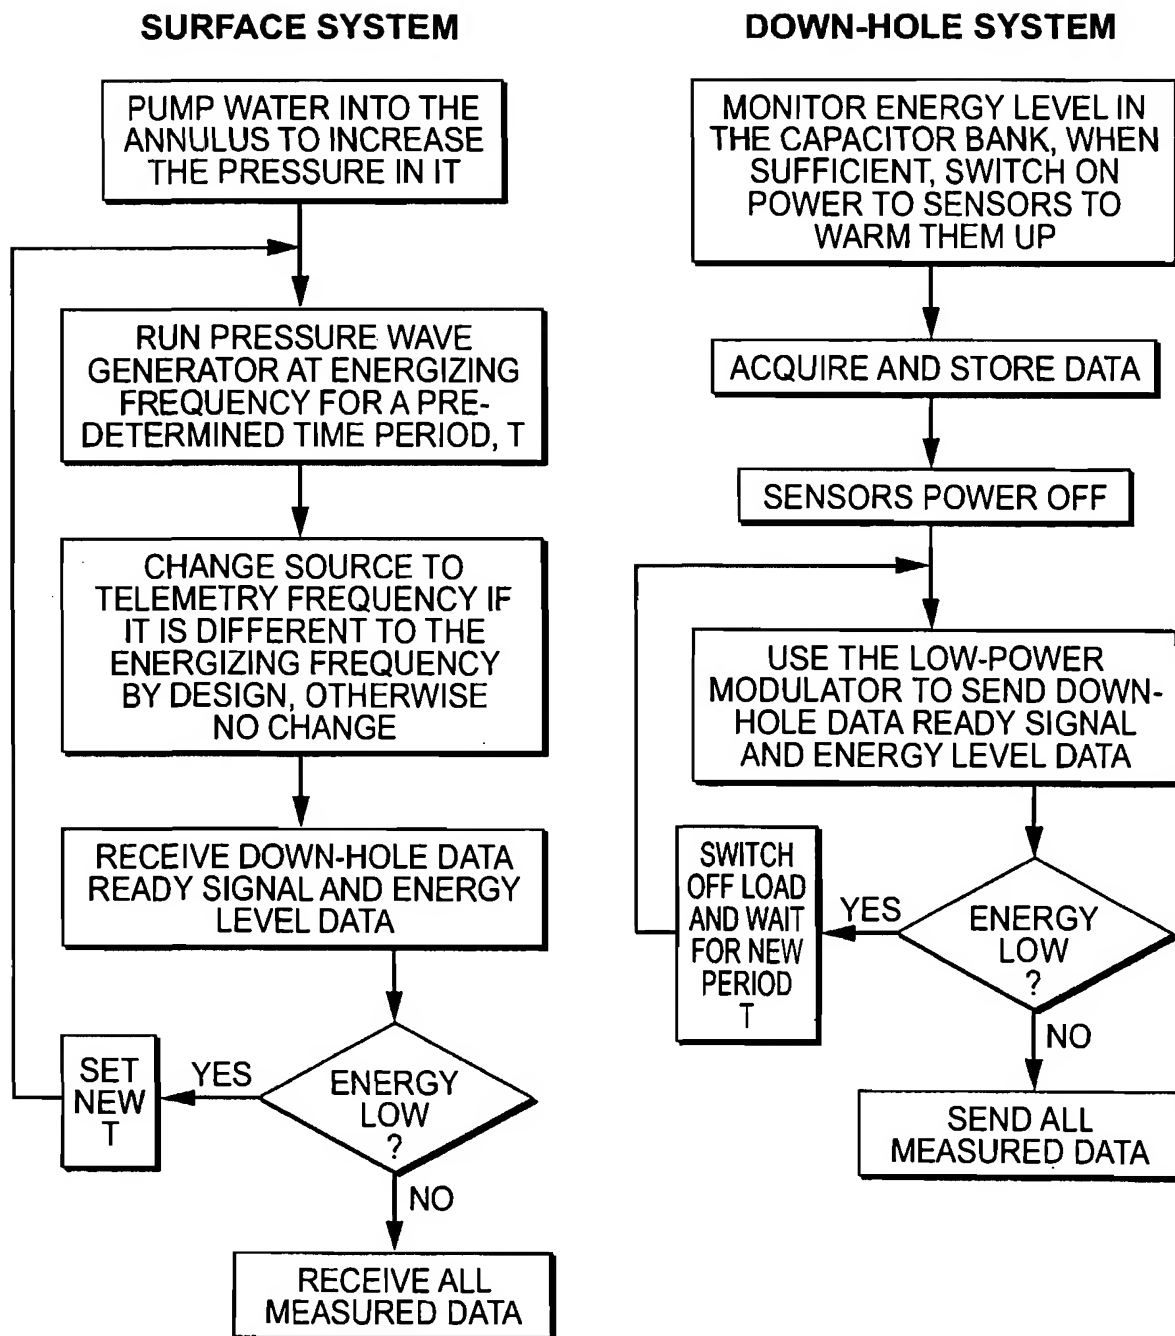 SURFACE SYSTEM
PUMP WATER INTO THE
ANNULUS TO INCREASE
THE PRESSURE IN IT
RUN PRESSURE WAVE
GENERATOR AT ENERGIZING
FREQUENCY FOR A PRE-
DETERMINED TIME PERIOD, T
CHANGE SOURCE TO
TELEMETRY FREQUENCY IF
IT IS DIFFERENT TO THE
ENERGIZING FREQUENCY
BY DESIGN, OTHERWISE
NO CHANGE
RECEIVE DOWN-HOLE DATA
READY SIGNAL AND ENERGY
LEVEL DATA
ENERGY
LOW
?
YES
SET
NEW
T
NO
RECEIVE ALL
MEASURED DATA
DOWN-HOLE SYSTEM
MONITOR ENERGY LEVEL IN
THE CAPACITOR BANK, WHEN
SUFFICIENT, SWITCH ON
POWER TO SENSORS TO
WARM THEM UP
ACQUIRE AND STORE DATA
SENSORS POWER OFF
USE THE LOW-POWER
MODULATOR TO SEND DOWN-
HOLE DATA READY SIGNAL
AND ENERGY LEVEL DATA
ENERGY
LOW
?
YES
SWITCH
OFF LOAD
AND WAIT
FOR NEW
PERIOD
T
NO
SEND ALL
MEASURED DATA